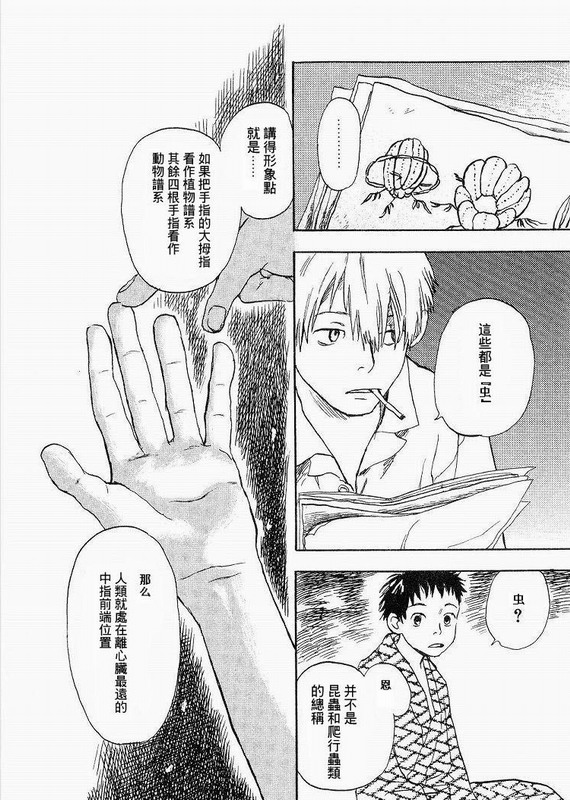 ………
這些都是『虫』
虫？
恩
并不是
昆蟲和爬行蟲類
的總稱
講得形象點
就是……
如果把手指的大拇指
看作植物譜系
其餘四根手指看作
動物譜系
那么
人類就處在離心臟最遠的
中指前端位置